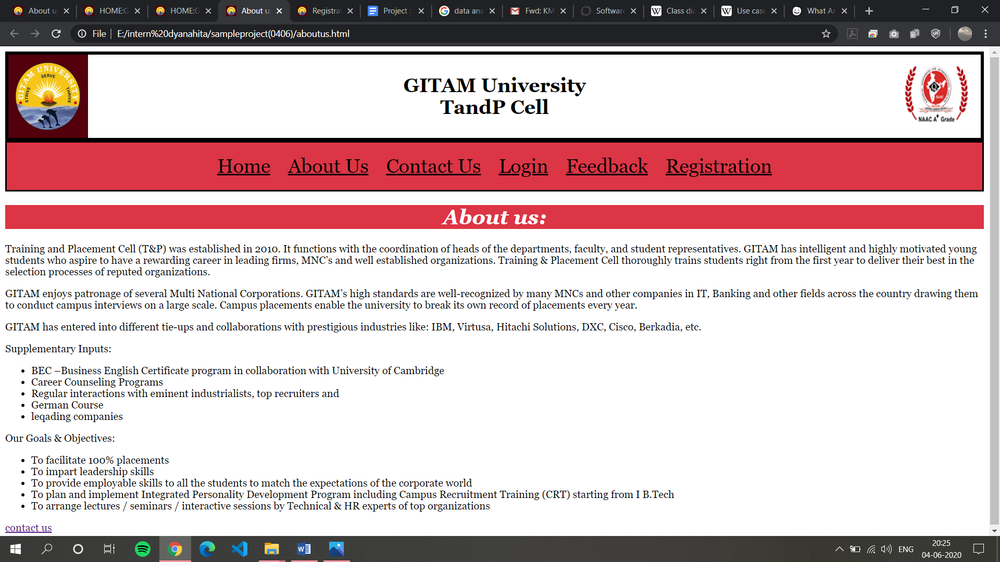 About u
HOME:G
HOME:G
About us
Registrat
Project :
data ana
Fwd: KM
Software
Class dia
Use case
What Ar
File
E:/intern%20dyanahita/sampleproject(0406)/aboutus.html
GITAM UNIVERSITY
SERVE
STRIVE
THRIVE
GITAM University
TandP Cell
NAAC
NAAC A+ Grade
Home About Us Contact Us Login Feedback Registration
About us:
Training and Placement Cell (T&P) was established in 2010. It functions with the coordination of heads of the departments, faculty, and student representatives. GITAM has intelligent and highly motivated young
students who aspire to have a rewarding career in leading firms, MNC’s and well established organizations. Training & Placement Cell thoroughly trains students right from the first year to deliver their best in the
selection processes of reputed organizations.
GITAM enjoys patronage of several Multi National Corporations. GITAM’s high standards are well-recognized by many MNCs and other companies in IT, Banking and other fields across the country drawing them
to conduct campus interviews on a large scale. Campus placements enable the university to break its own record of placements every year.
GITAM has entered into different tie-ups and collaborations with prestigious industries like: IBM, Virtusa, Hitachi Solutions, DXC, Cisco, Berkadia, etc.
Supplementary Inputs:
• BEC –Business English Certificate program in collaboration with University of Cambridge
• Career Counseling Programs
• Regular interactions with eminent industrialists, top recruiters and
• German Course
• leqading companies
Our Goals & Objectives:
• To facilitate 100% placements
• To impart leadership skills
• To provide employable skills to all the students to match the expectations of the corporate world
• To plan and implement Integrated Personality Development Program including Campus Recruitment Training (CRT) starting from I B.Tech
• To arrange lectures / seminars / interactive sessions by Technical & HR experts of top organizations
contact us
ENG
20:25
04-06-2020